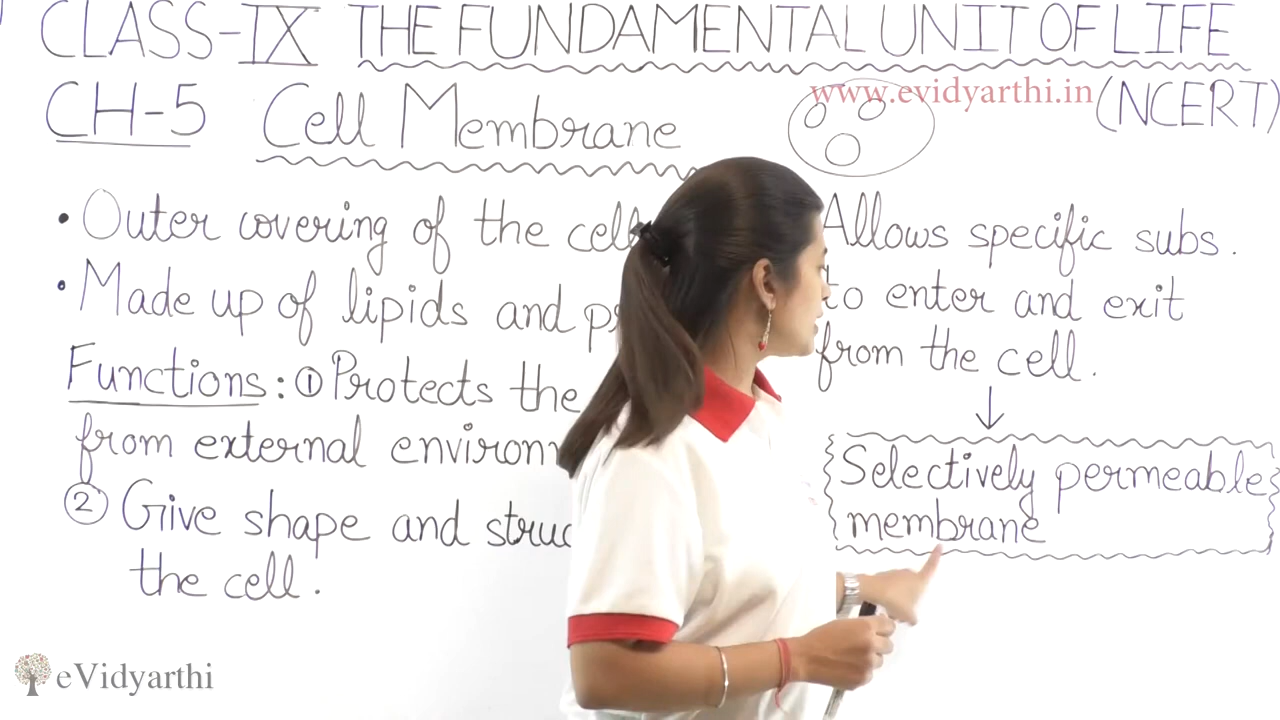 CLASS-IX THE FUNDAMENTAL UNIT OF LIFE
CH-5 Cell Membrane
www.evidyarthi.in
(NCERT)
• Outer covering of the cell
• Made up of lipids and
Functions: ① Protects the
from external
② Give shape and
the cell.
Allows specific subs.
to enter and exit
from the cell.
↓
Selectively permeable
membrane
eVidyarthi